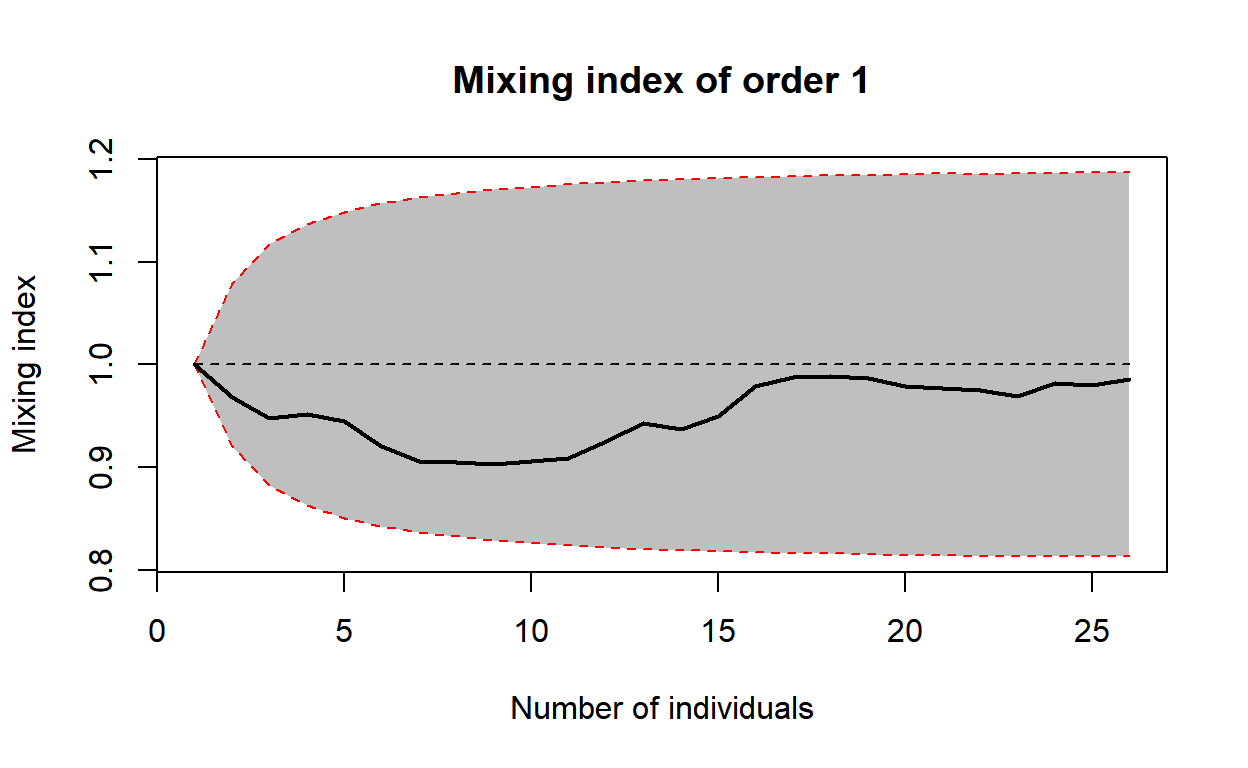 Mixing index of order 1
Mixing index
1.2
1.1
1.0
0.9
0.8
0 5 10 15 20 25
Number of individuals